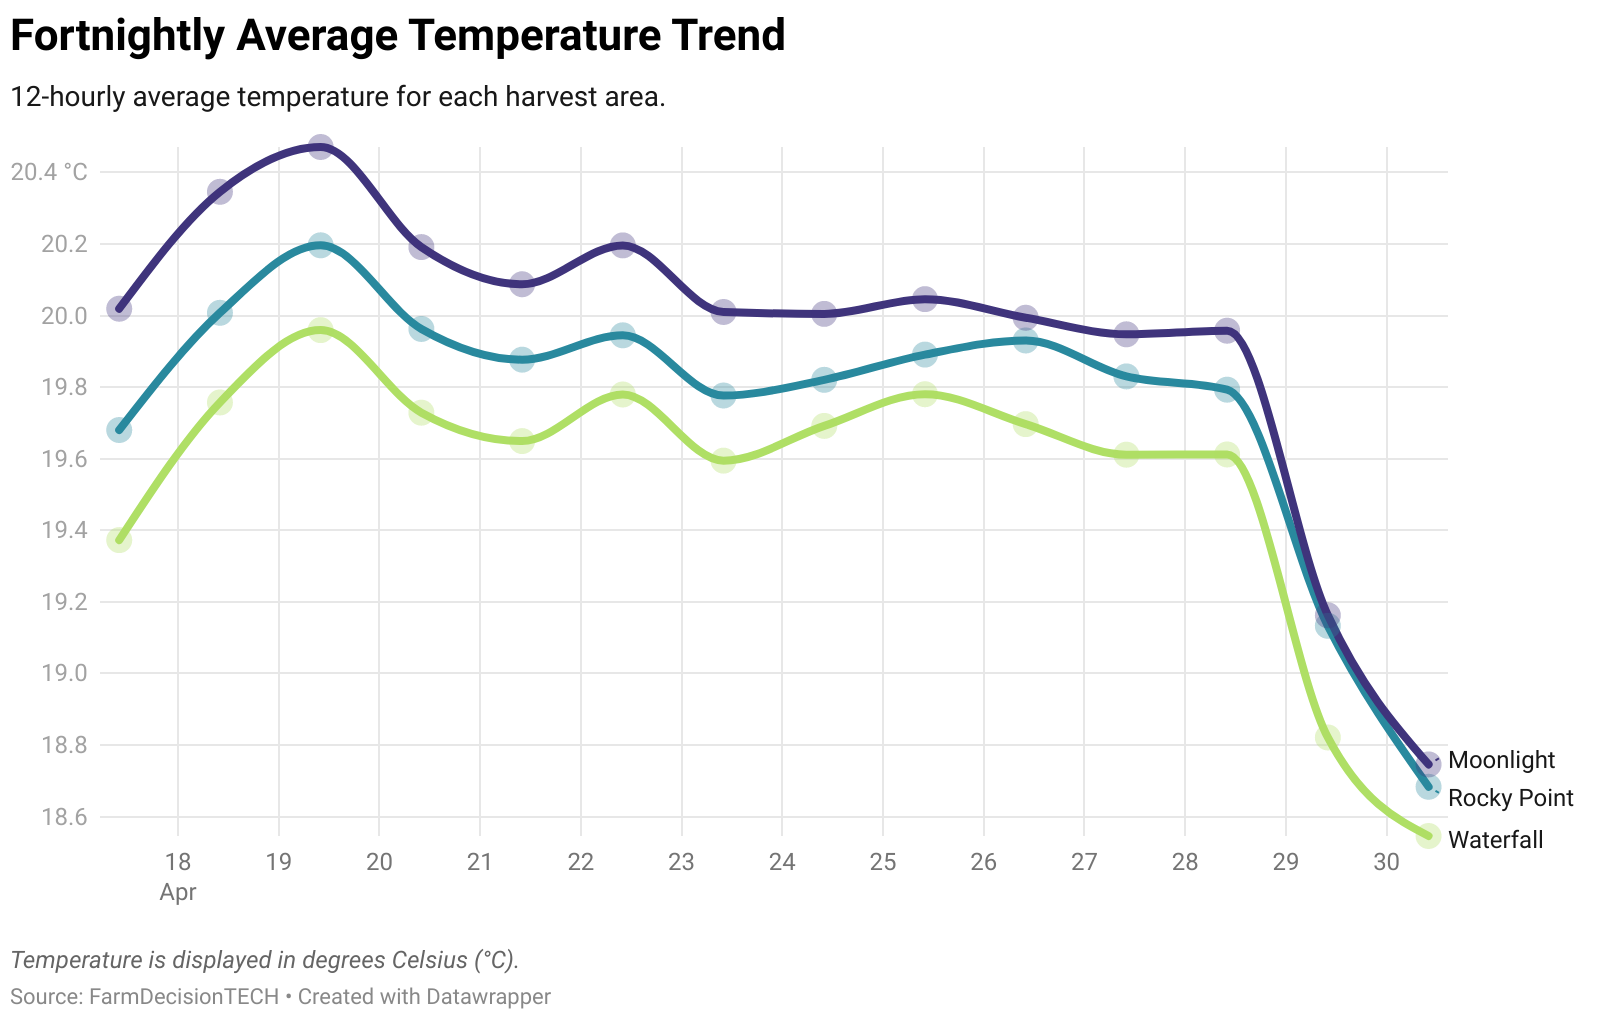 Fortnightly Average Temperature Trend
12-hourly average temperature for each harvest area.
20.4 °C
20.2
20.0
19.8
19.6
19.4
19.2
19.0
18.8
18.6
Moonlight
Rocky Point
Waterfall
18 19 20 21 22 23 24 25 26 27 28 29 30
Apr
Temperature is displayed in degrees Celsius (°C).
Source: FarmDecisionTECH • Created with Datawrapper